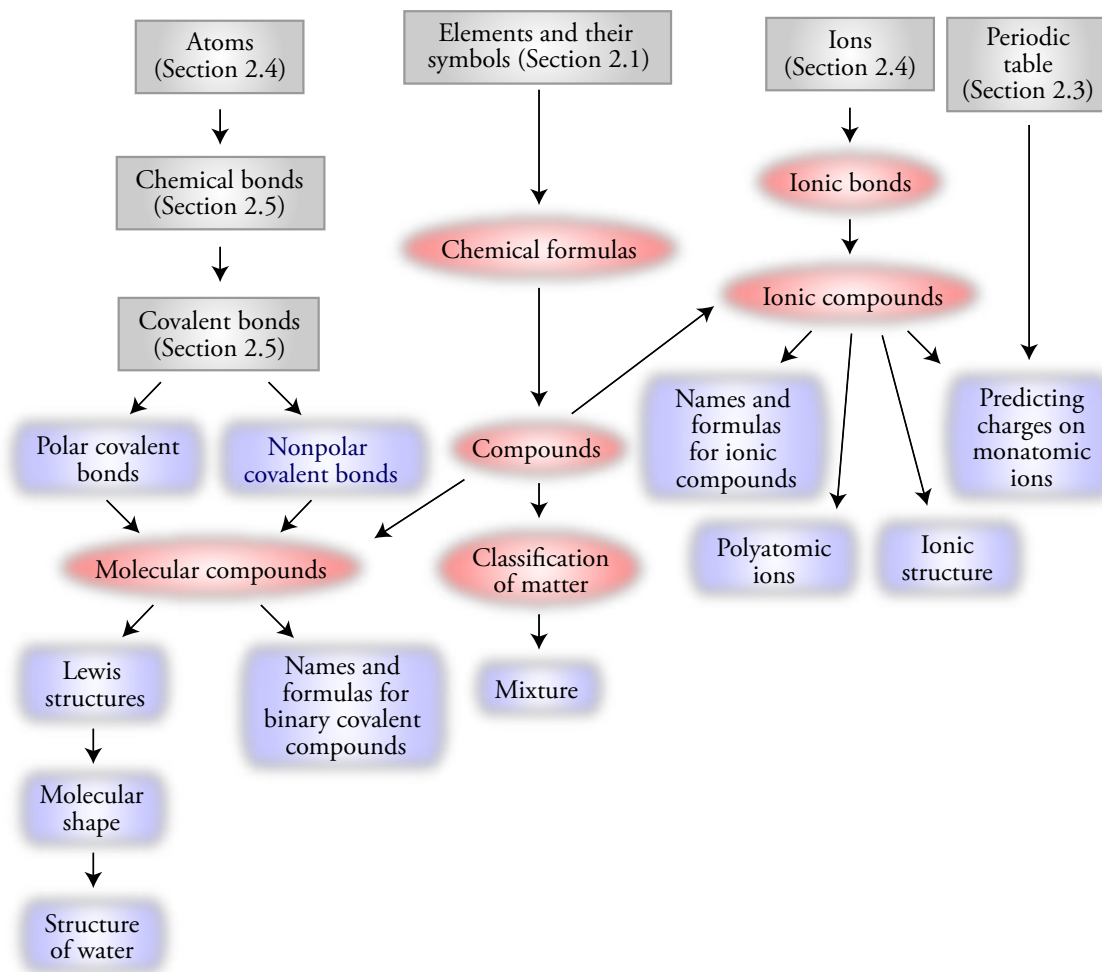 Atoms
(Section 2.4)
Elements and their
symbols (Section 2.1)
Ions
(Section 2.4)
Periodic
table
(Section 2.3)
Chemical bonds
(Section 2.5)
Ionic bonds
Chemical formulas
Ionic compounds
Covalent bonds
(Section 2.5)
Polar covalent
bonds
Nonpolar
covalent bonds
Compounds
Names and
formulas
for ionic
compounds
Predicting
charges on
monatomic
ions
Molecular compounds
Classification
of matter
Polyatomic
ions
Ionic
structure
Lewis
structures
Names and
formulas for
binary covalent
compounds
Mixture
Molecular
shape
Structure
of water